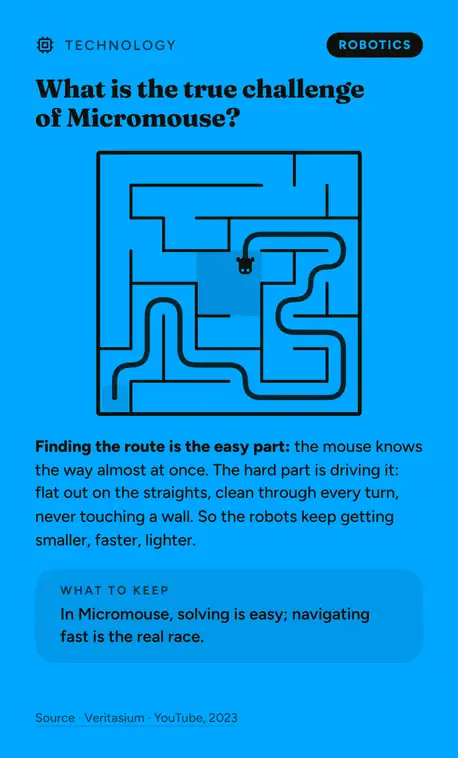 TECHNOLOGY
ROBOTICS
What is the true challenge
of Micromouse?
Finding the route is the easy part: the mouse knows
the way almost at once. The hard part is driving it:
flat out on the straights, clean through every turn,
never touching a wall. So the robots keep getting
smaller, faster, lighter.
WHAT TO KEEP
In Micromouse, solving is easy; navigating
fast is the real race.
Source · Veritasium · YouTube, 2023